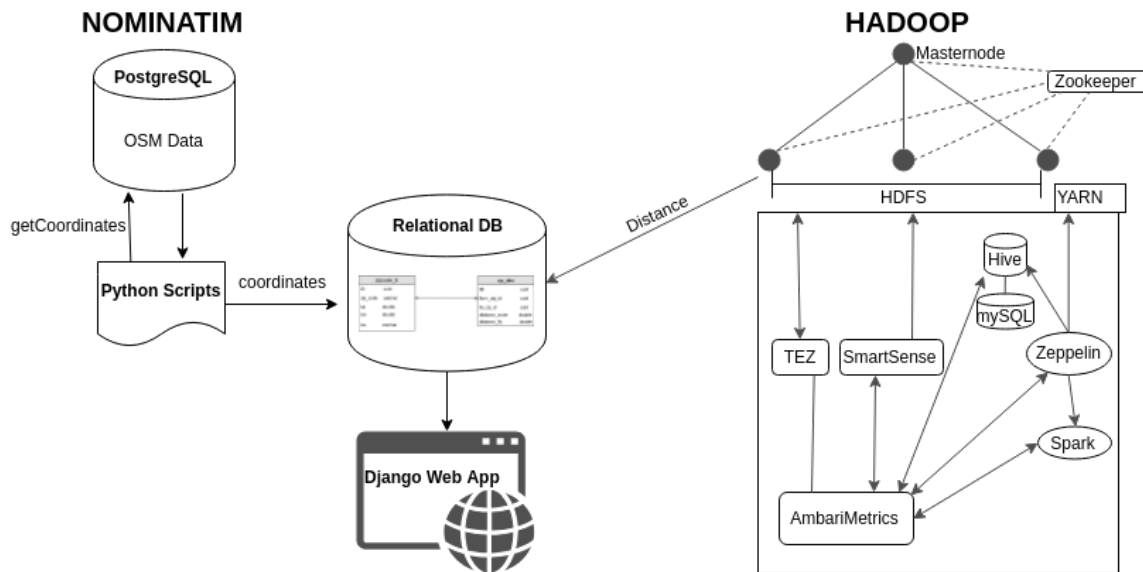 NOMINATIM
PostgreSQL
OSM Data
getCoordinates
Python Scripts
coordinates
Relational DB
Django Web App
Distance
HADOOP
Masternode
Zookeeper
HDFS
YARN
Hive
mySQL
TEZ
SmartSense
Zeppelin
Spark
AmbariMetrics